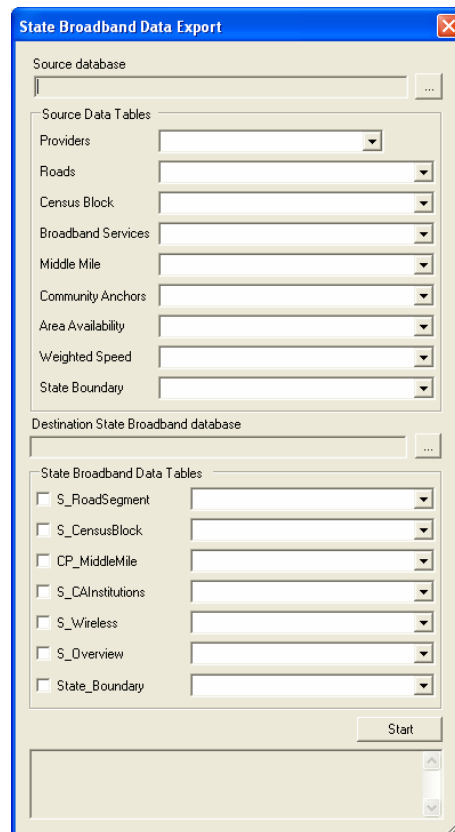 State Broadband Data Export
Source database
...
Source Data Tables
Providers
Roads
Census Block
Broadband Services
Middle Mile
Community Anchors
Area Availability
Weighted Speed
State Boundary
Destination State Broadband database
...
State Broadband Data Tables
S_RoadSegment
S_CensusBlock
CP_MiddleMile
S_CAInstitutions
S_Wireless
S_Overview
State_Boundary
Start